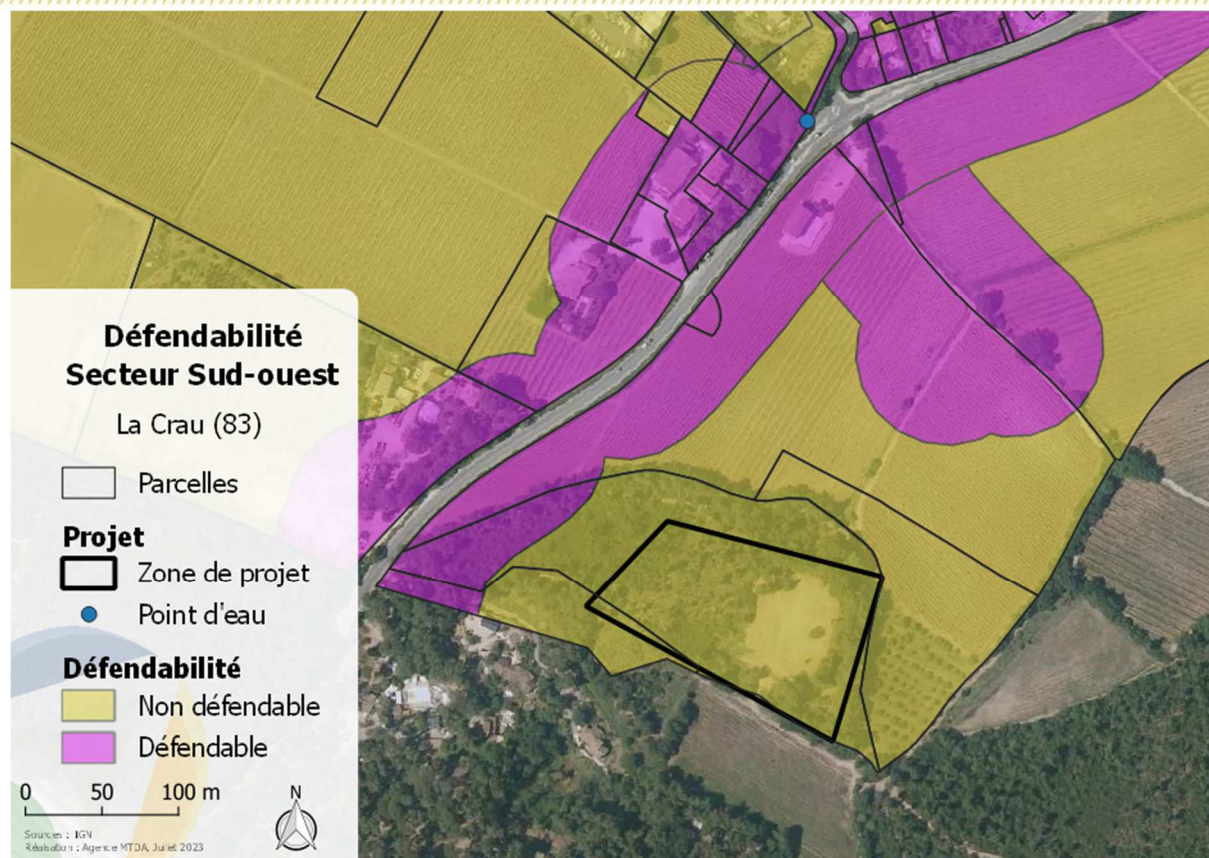 Défendabilité
Secteur Sud-ouest
La Crau (83)
Parcelles
Projet
Zone de projet
Point d'eau
Défendabilité
Non défendable
Défendable
0 50 100 m
N
Sources : IGN
Réalisation : Agence MTDA, Juillet 2023